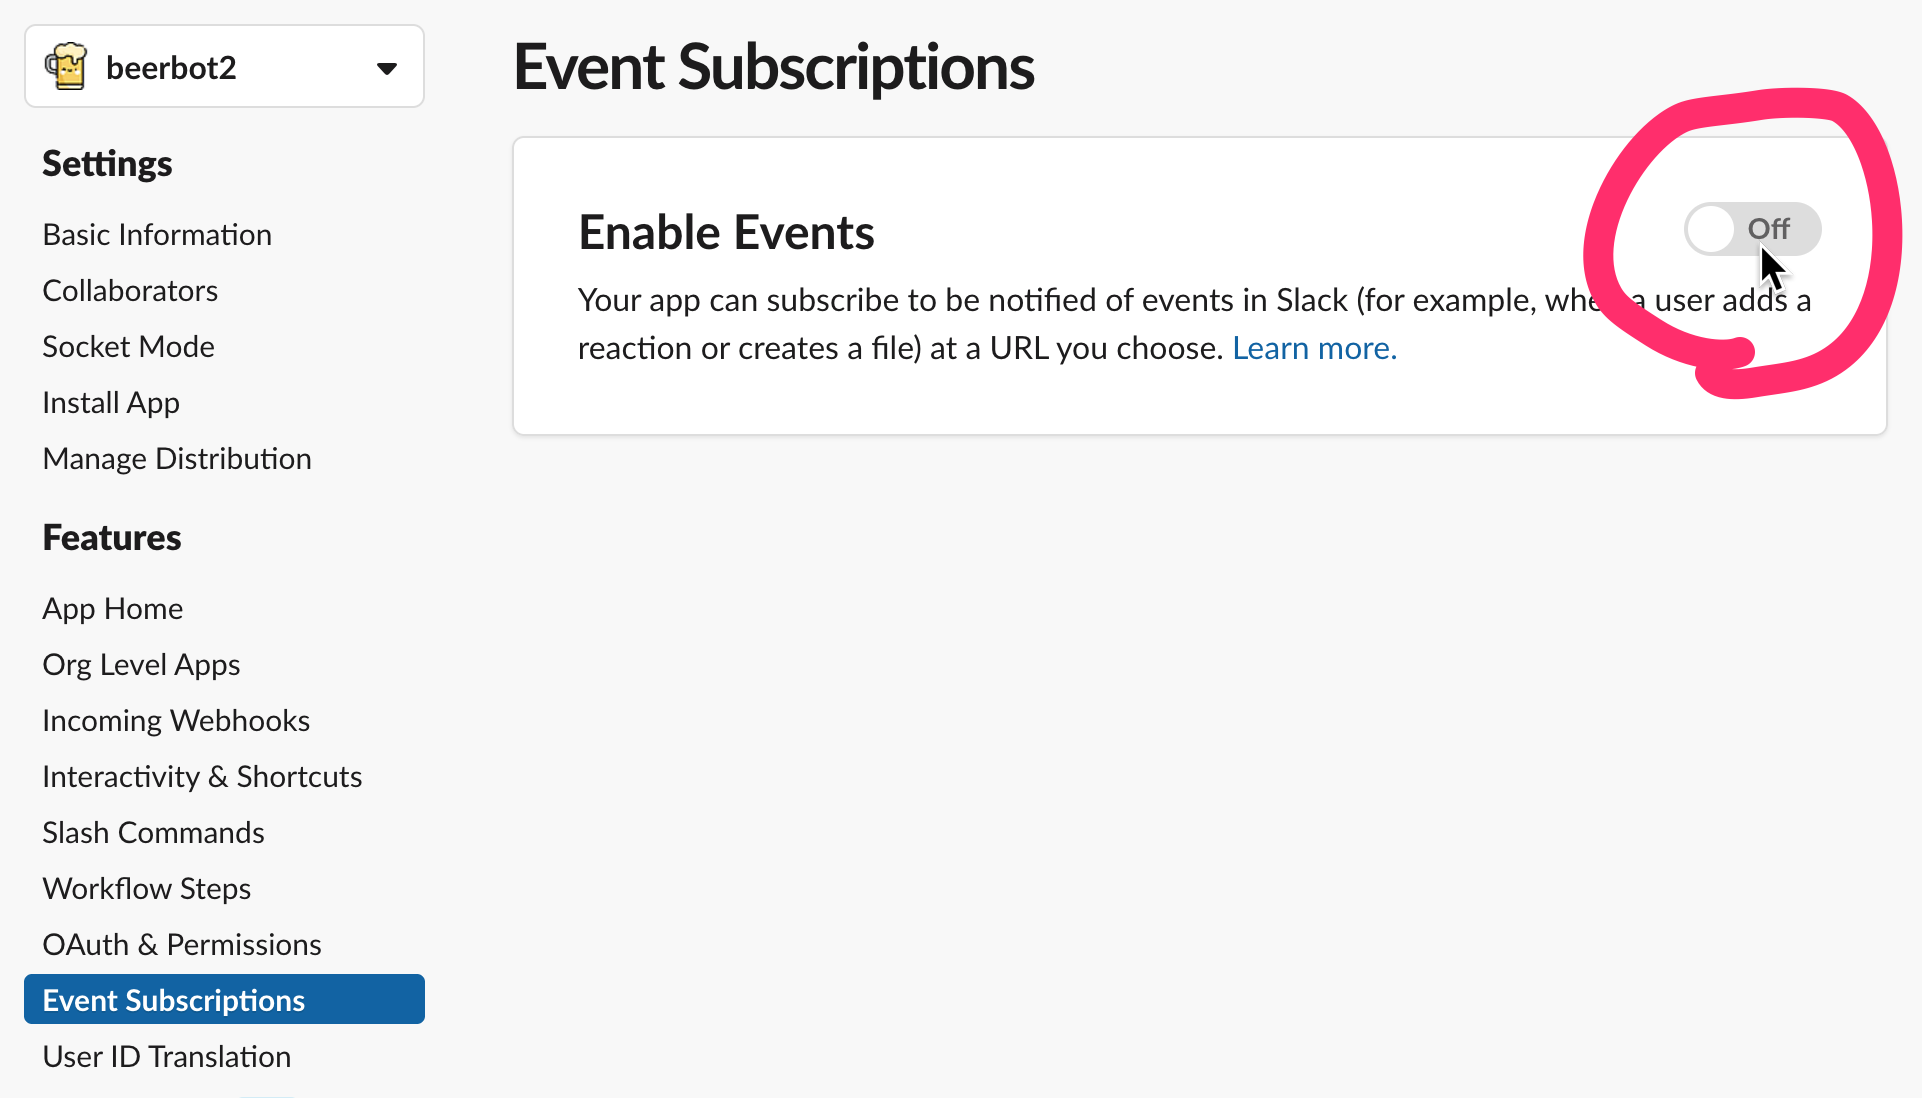 beerbot2
Settings
Basic Information
Collaborators
Socket Mode
Install App
Manage Distribution
Features
App Home
Org Level Apps
Incoming Webhooks
Interactivity & Shortcuts
Slash Commands
Workflow Steps
OAuth & Permissions
Event Subscriptions
User ID Translation
Event Subscriptions
Enable Events
Off
Your app can subscribe to be notified of events in Slack (for example, when a user adds a
reaction or creates a file) at a URL you choose. Learn more.